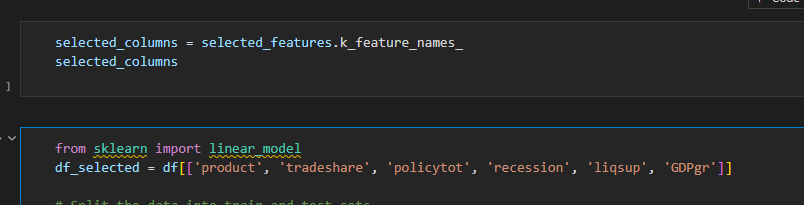 Code
selected_columns = selected_features.k_feature_names_
selected_columns
]
from sklearn import linear_model
df_selected = df[['product', 'tradeshare', 'policytot', 'recession', 'liqsup', 'GDPgr']]
# Split the data into train and test sets